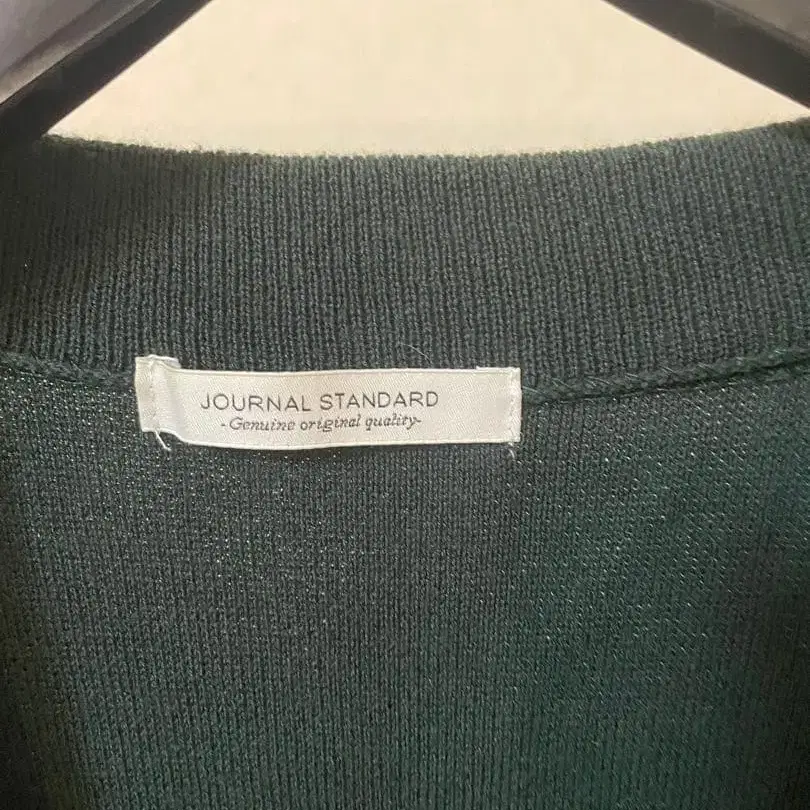 JOURNAL STANDARD
-Genuine original quality-